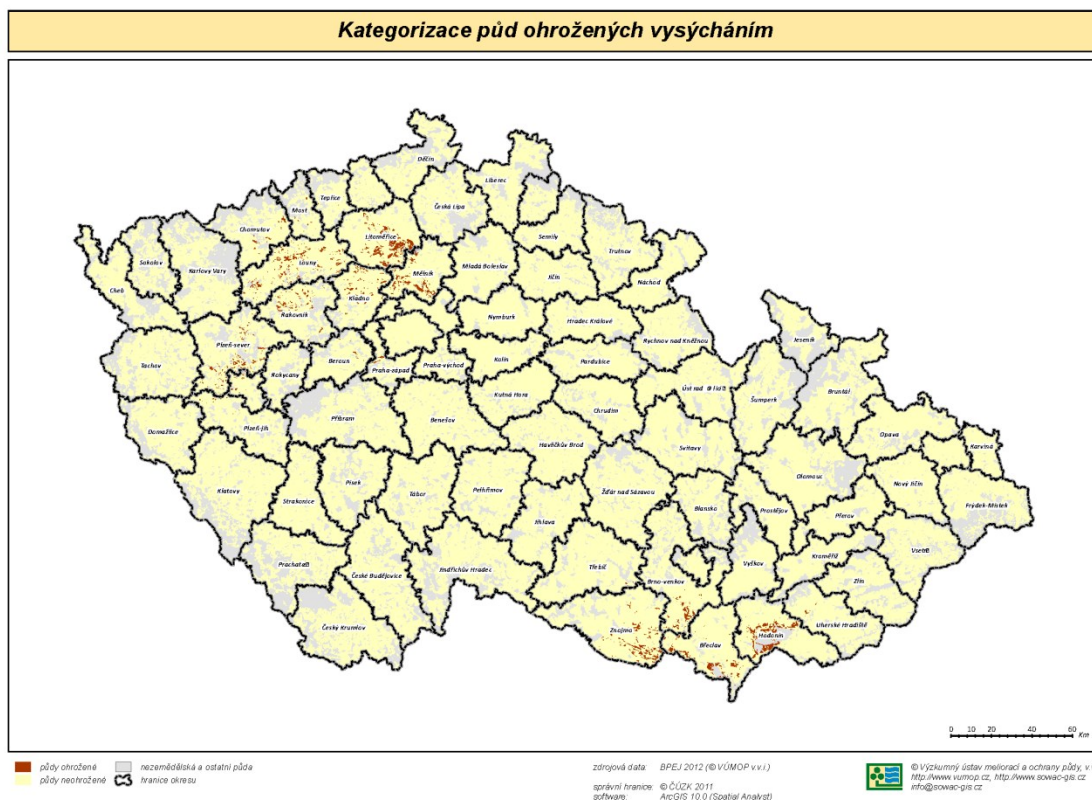 Kategorizace půd ohrožených vysýcháním
Děčín
Liberec
Teplice
Most
Česká Lípa
Chomutov
Litoměřice
Semily
Trutnov
Sokolov
Karlovy Vary
Louny
Mělník
Mladá Boleslav
Jičín
Náchod
Cheb
Rakovník
Kladno
Nymburk
Hradec Králové
Rychnov nad Kněžnou
Jeseník
Plzeň-sever
Tachov
Rokycany
Beroun
Praha-západ
Praha-východ
Kolín
Pardubice
Šumperk
Bruntál
Kutná Hora
Chrudim
Domažlice
Plzeň-jih
Příbram
Benešov
Opava
Karviná
Havlíčkův Brod
Svitavy
Olomouc
Nový Jičín
Klatovy
Strakonice
Písek
Tábor
Pelhřimov
Žďár nad Sázavou
Blansko
Prostějov
Přerov
Frýdek-Místek
Jihlava
Prachatiě
České Budějovice
Jindřichův Hradec
Třebíč
Brno-venkov
Vyškov
Kroměříž
Zlín
Český Krumlov
Znojmo
Břeclav
Hodonín
Uherské Hradiště
0 10 20 40 60
Km
půdy ohrožené
půdy neohrožené
nezemědělská a ostatní půda
hranice okresu
zdrojová data: BPEJ 2012 (© VÚMOP v.v.i.)
správní hranice: © ČÚZK 2011
software: ArcGIS 10.0 (Spatial Analyst)
© Výzkumný ústav meliorací a ochrany půdy, v.
http://www.vumop.cz, http://www.sowac-gis.cz
info@sowac-gis.cz